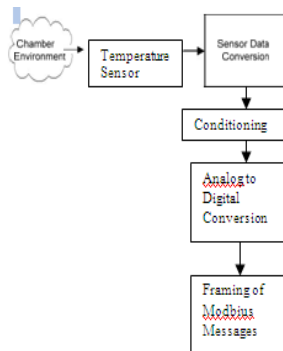 Chamber
Environment
Temperature
Sensor
Sensor Data
Conversion
Conditioning
Analog to
Digital
Conversion
Framing of
Modbius
Messages